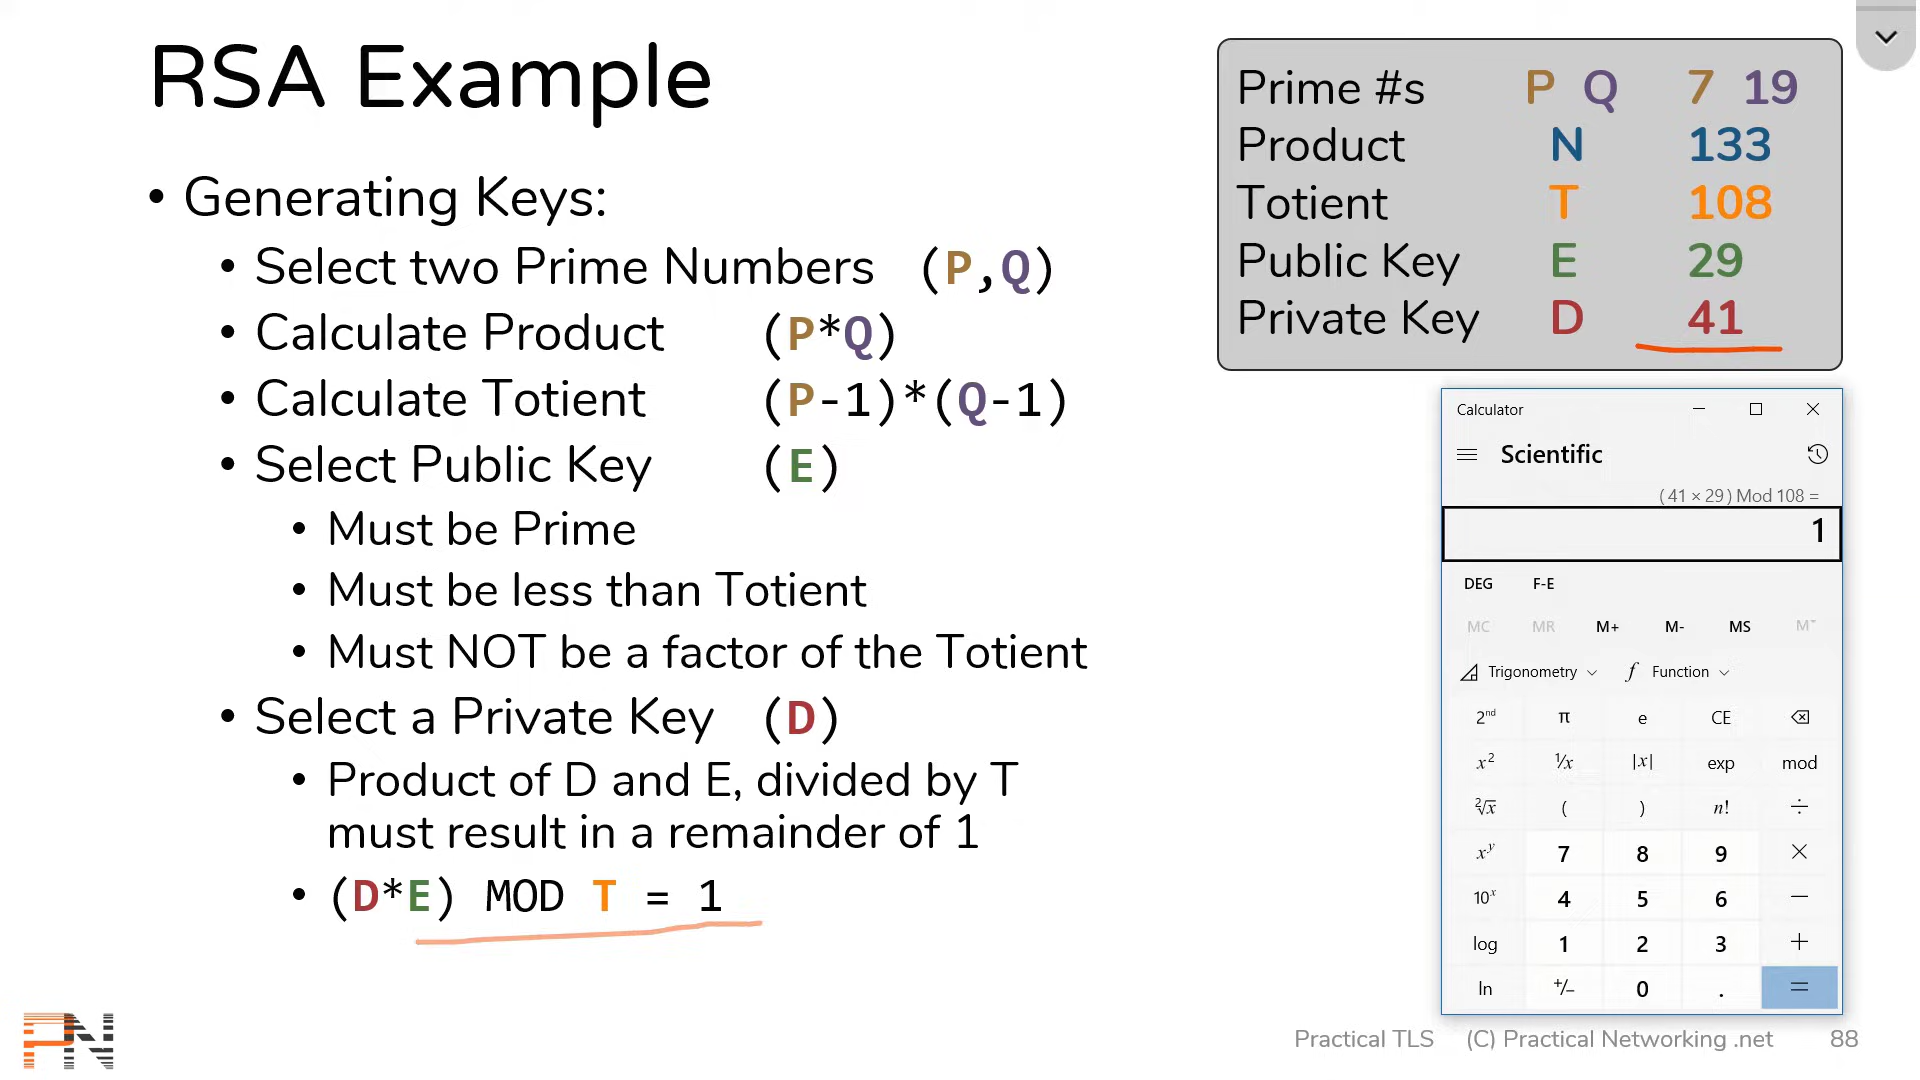 RSA Example
• Generating Keys:
• Select two Prime Numbers (P,Q)
• Calculate Product (P*Q)
• Calculate Totient (P-1)*(Q-1)
• Select Public Key (E)
• Must be Prime
• Must be less than Totient
• Must NOT be a factor of the Totient
• Select a Private Key (D)
• Product of D and E, divided by T
must result in a remainder of 1
• (D*E) MOD T = 1
Prime #s P Q 7 19
Product N 133
Totient T 108
Public Key E 29
Private Key D 41
Calculator
Scientific
(41 × 29) Mod 108 =
1
DEG F-E
MC MR M+ M- MS M˅
Trigonometry f Function
2ⁿᵈ π e CE
x² ¹/x |x| exp mod
²√x ( ) n! ÷
xʸ 7 8 9 ×
10ˣ 4 5 6 −
log 1 2 3 +
ln +/− 0 . =
PN
Practical TLS (C) Practical Networking .net 88